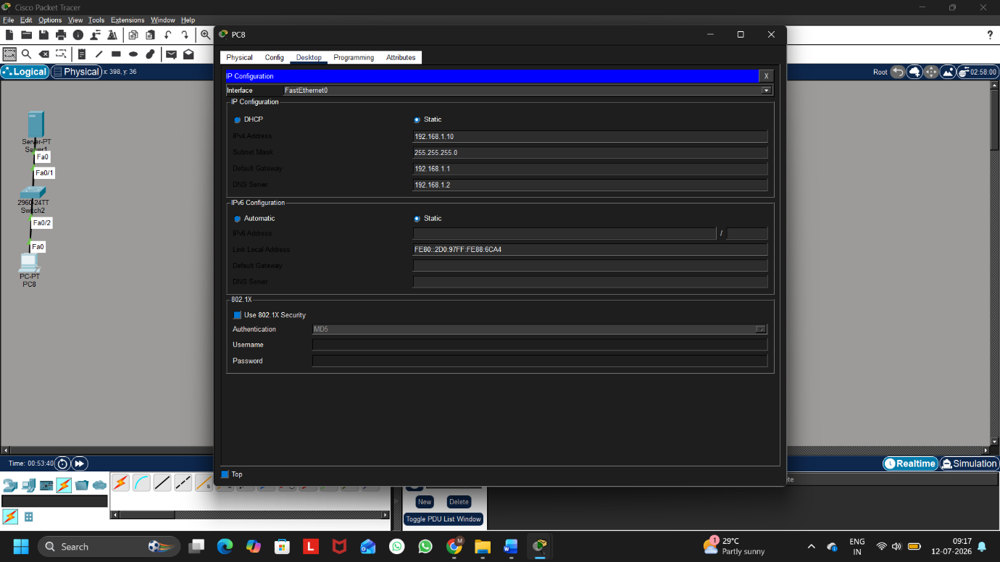 Cisco Packet Tracer
File Edit Options View Tools Extensions Window Help
?
Logical Physical x: 398, y: 36
Root 02:58:00
Server-PT
Server1
Fa0
Fa0/1
2960-24TT
Switch2
Fa0/2
Fa0
PC-PT
PC8
PC8
Physical Config Desktop Programming Attributes
IP Configuration X
Interface FastEthernet0
IP Configuration
DHCP Static
IPv4 Address 192.168.1.10
Subnet Mask 255.255.255.0
Default Gateway 192.168.1.1
DNS Server 192.168.1.2
IPv6 Configuration
Automatic Static
IPv6 Address /
Link Local Address FE80::2D0:97FF:FE88:6CA4
Default Gateway
DNS Server
802.1X
Use 802.1X Security
Authentication MD5
Username
Password
Top
Time: 00:53:40
Realtime Simulation
New Delete
Toggle PDU List Window
Search
1
29°C
Partly sunny
ENG
IN
09:17
12-07-2026